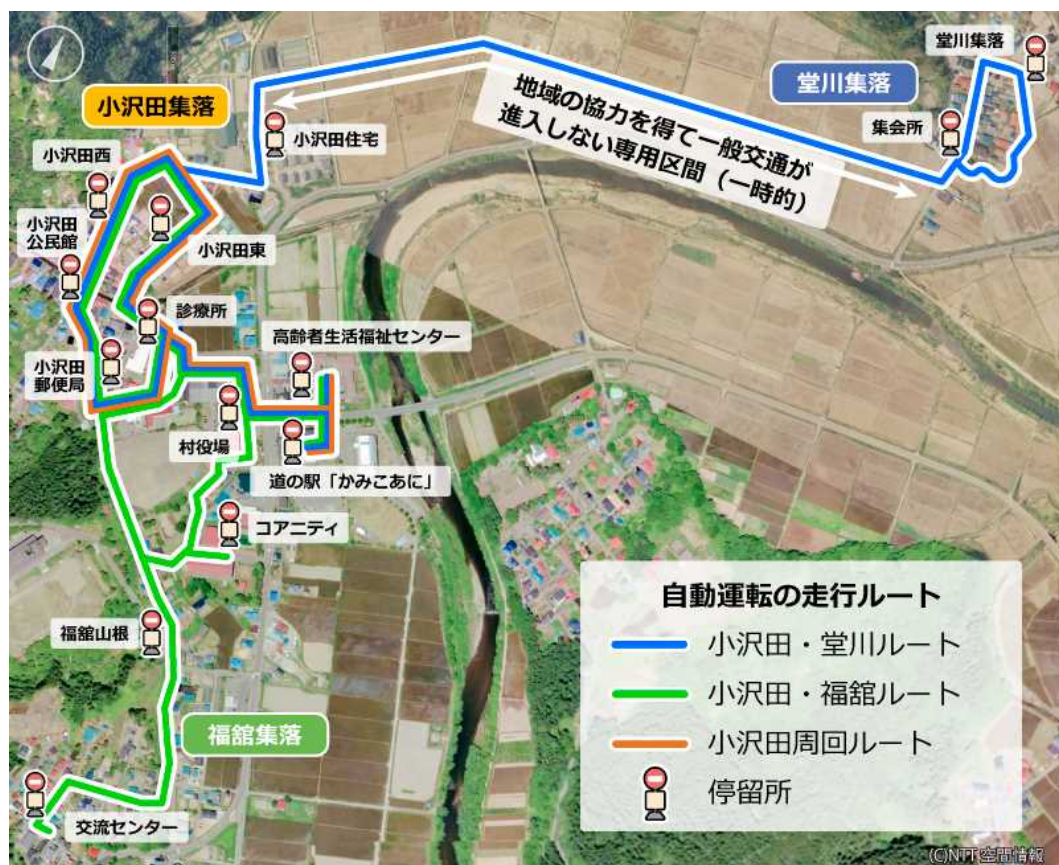 堂川集落
小沢田集落
堂川集落
集会所
小沢田住宅
地域の協力を得て一般交通が
進入しない専用区間（一時的）
小沢田西
小沢田
公民館
小沢田東
診療所
高齢者生活福祉センター
小沢田
郵便局
村役場
道の駅「かみこあに」
コアニティ
福舘山根
福舘集落
交流センター
自動運転の走行ルート
小沢田・堂川ルート
小沢田・福舘ルート
小沢田周回ルート
停留所
(C)NTT空間情報